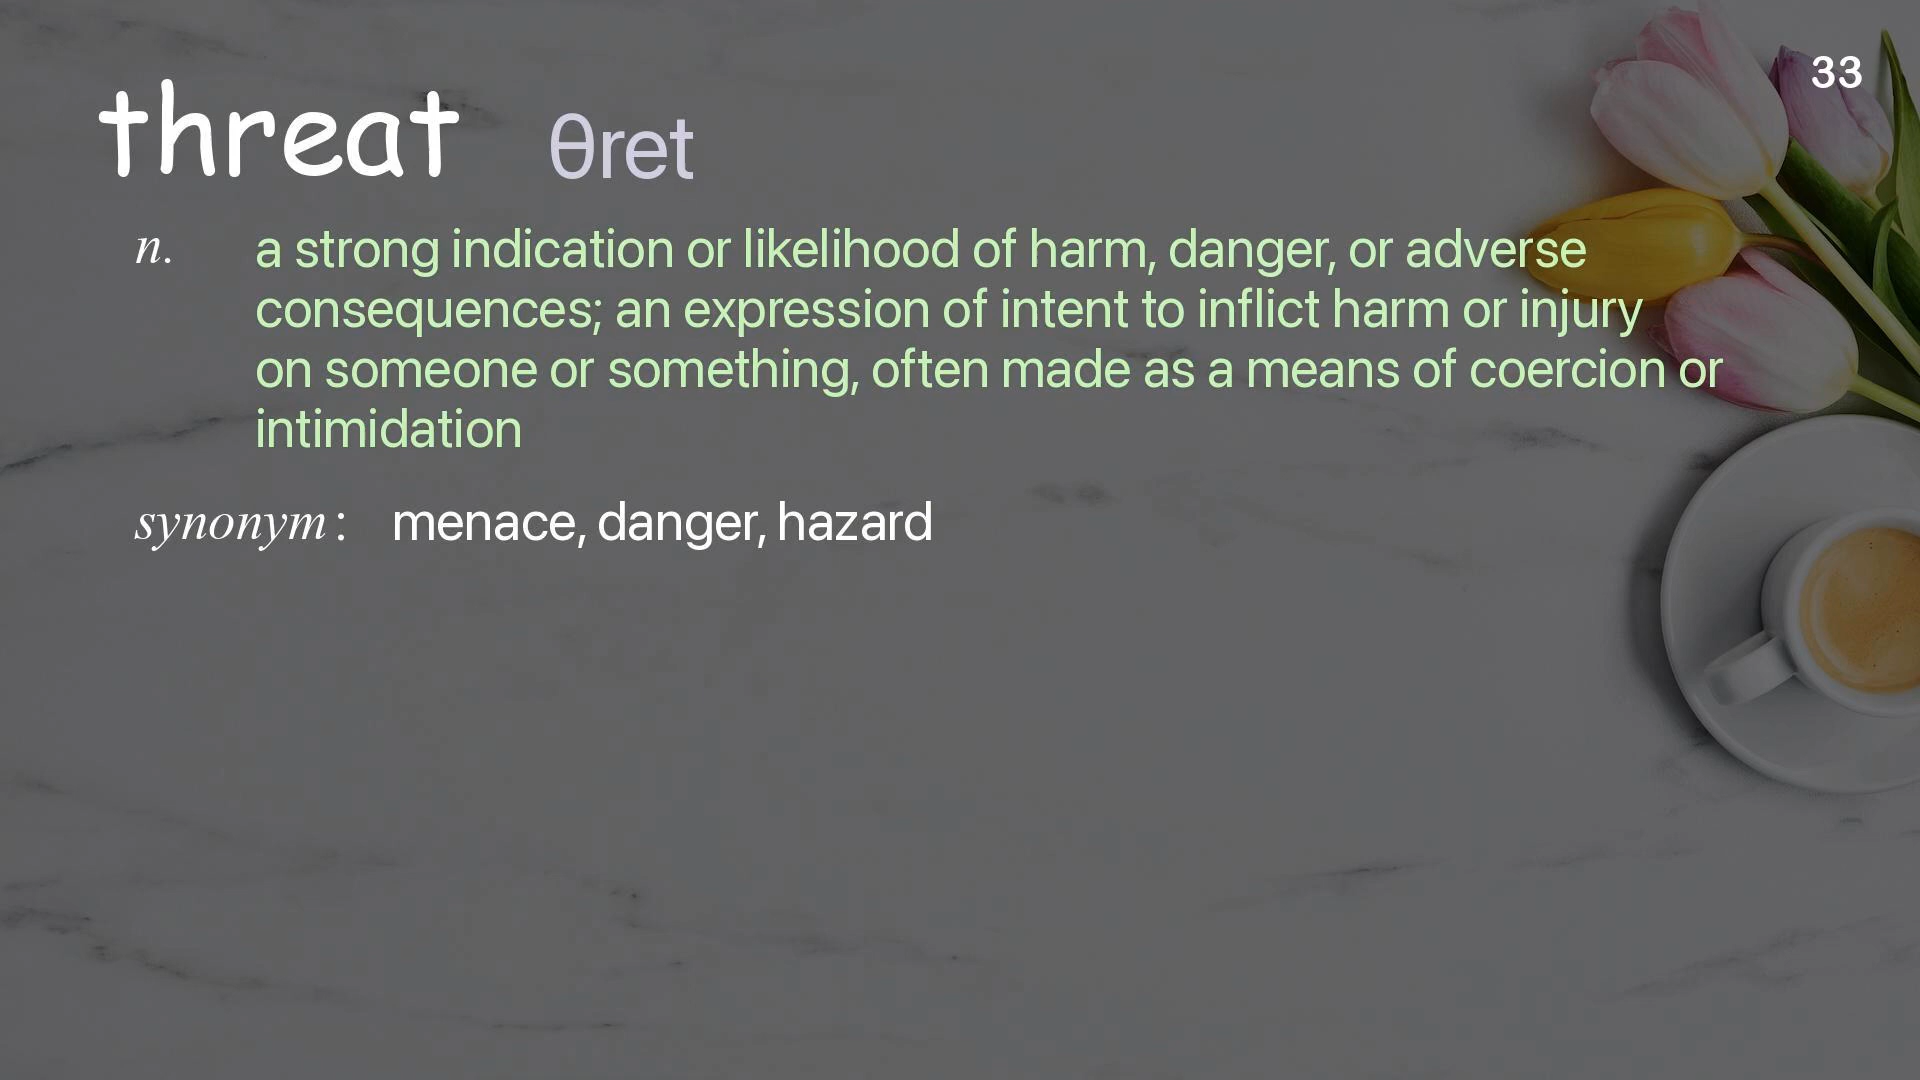 33
threat θret
n. a strong indication or likelihood of harm, danger, or adverse
consequences; an expression of intent to inflict harm or injury
on someone or something, often made as a means of coercion or
intimidation
synonym: menace, danger, hazard